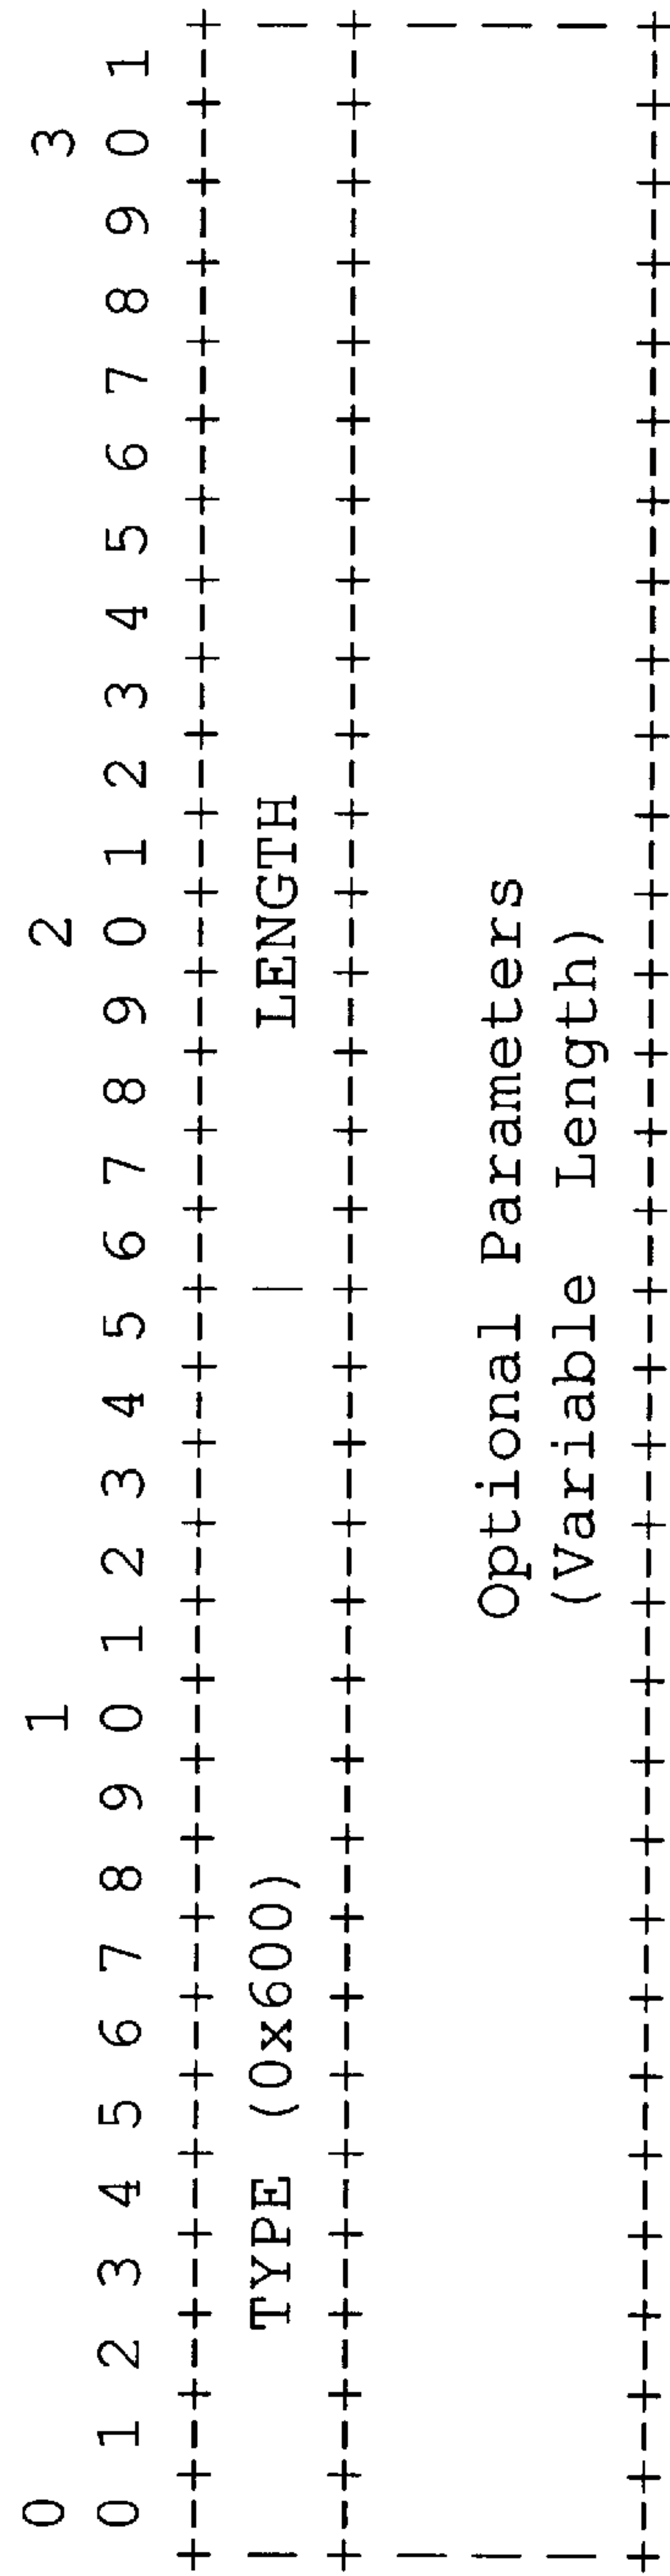 0                   1                   2                   3
 0 1 2 3 4 5 6 7 8 9 0 1 2 3 4 5 6 7 8 9 0 1 2 3 4 5 6 7 8 9 0 1
+-+-+-+-+-+-+-+-+-+-+-+-+-+-+-+-+-+-+-+-+-+-+-+-+-+-+-+-+-+-+-+-+
|     TYPE (0x600)              |      LENGTH                   |
+-+-+-+-+-+-+-+-+-+-+-+-+-+-+-+-+-+-+-+-+-+-+-+-+-+-+-+-+-+-+-+-+
|                                                               |
|                       Optional Parameters                     |
|                       (Variable Length)                       |
+-+-+-+-+-+-+-+-+-+-+-+-+-+-+-+-+-+-+-+-+-+-+-+-+-+-+-+-+-+-+-+-+